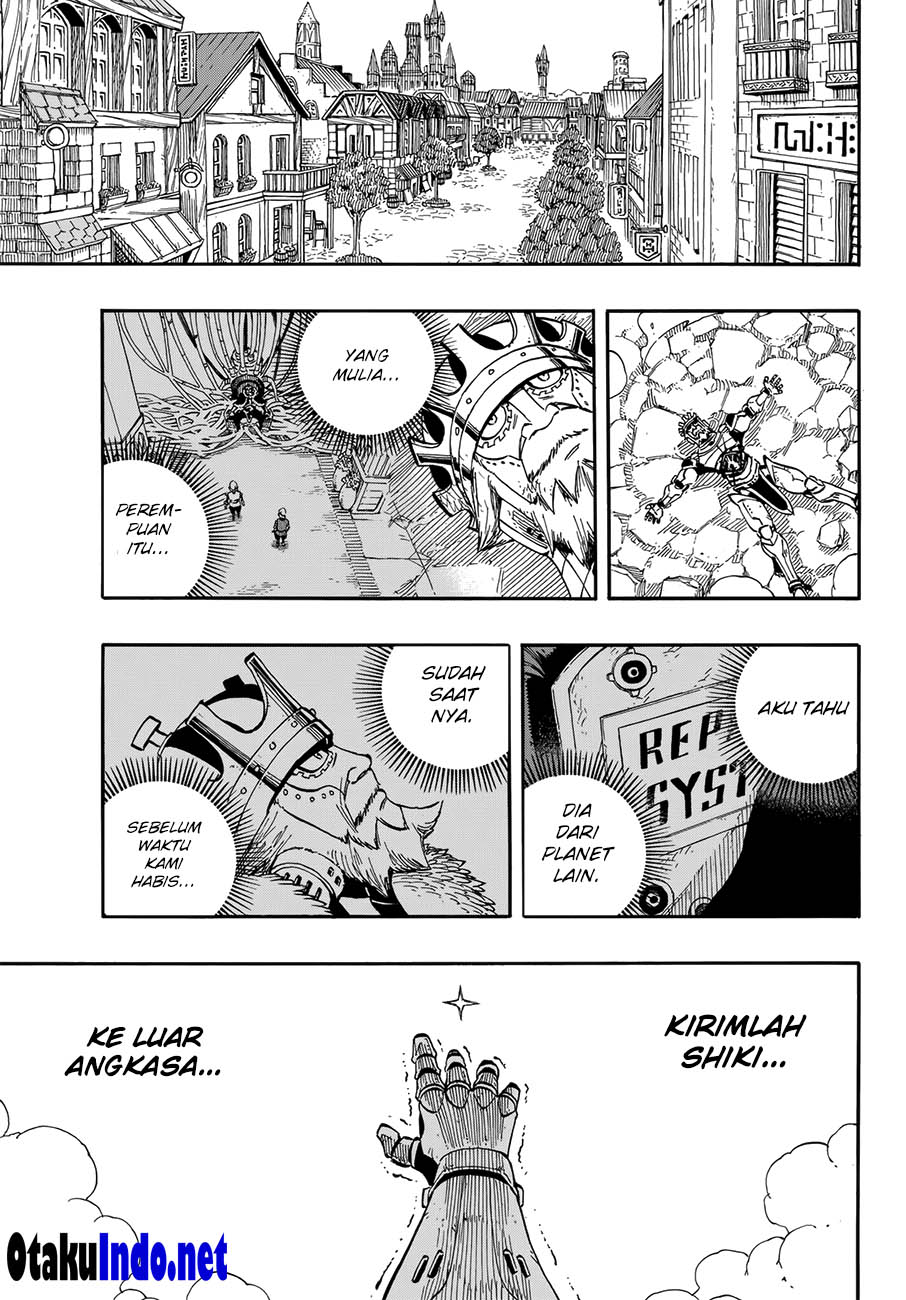 YANG
MULIA...
PEREM-
PUAN
ITU...
AKU TAHU
REP
SYST
DIA
DARI
PLANET
LAIN.
SUDAH
SAAT
NYA.
SEBELUM
WAKTU
KAMI
HABIS...
KIRIMLAH
SHIKI...
KE LUAR
ANGKASA...
OtakuIndo.net